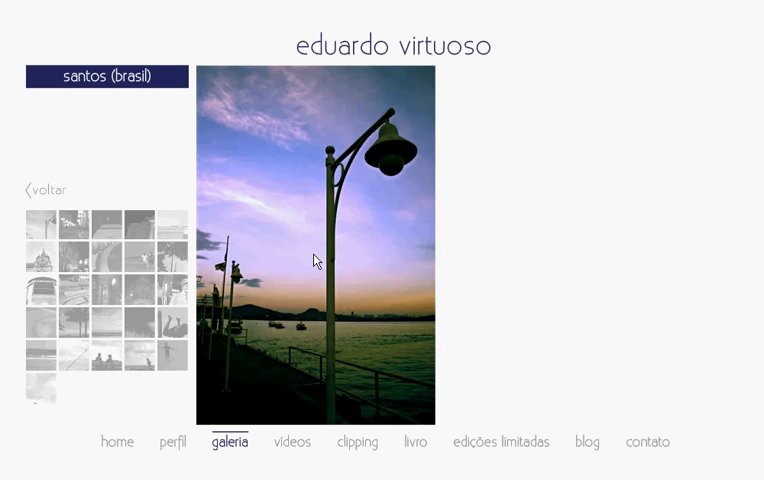 eduardo virtuoso
santos (brasil)
voltar
home perfil galeria vídeos clipping livro edições limitadas blog contato